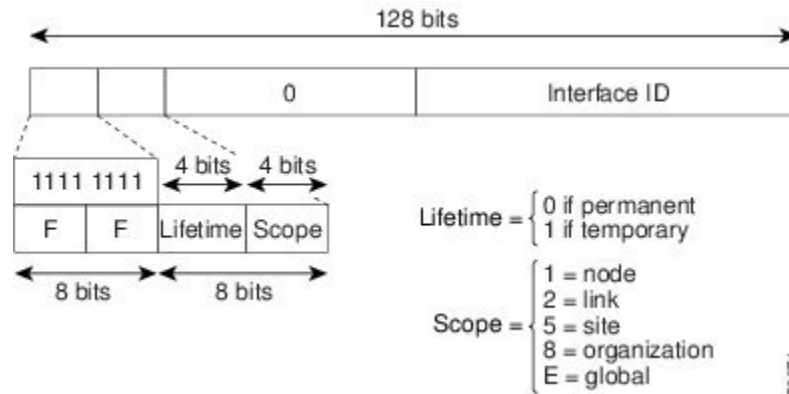 128 bits
0 Interface ID
4 bits 4 bits
1111 1111
F F Lifetime Scope
8 bits 8 bits
Lifetime = 0 if permanent
1 if temporary
Scope = 1 = node
2 = link
5 = site
8 = organization
E = global